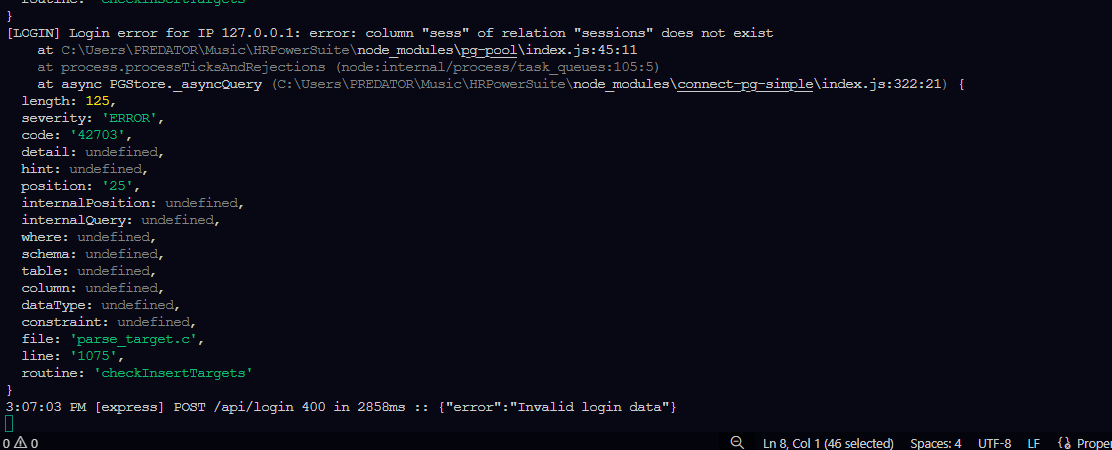 routine: 'checkInsertTargets'
}
[LOGIN] Login error for IP 127.0.0.1: error: column "sess" of relation "sessions" does not exist
    at C:\Users\PREDATOR\Music\HRPowerSuite\node_modules\pg-pool\index.js:45:11
    at process.processTicksAndRejections (node:internal/process/task_queues:105:5)
    at async PGStore._asyncQuery (C:\Users\PREDATOR\Music\HRPowerSuite\node_modules\connect-pg-simple\index.js:322:21) {
  length: 125,
  severity: 'ERROR',
  code: '42703',
  detail: undefined,
  hint: undefined,
  position: '25',
  internalPosition: undefined,
  internalQuery: undefined,
  where: undefined,
  schema: undefined,
  table: undefined,
  column: undefined,
  dataType: undefined,
  constraint: undefined,
  file: 'parse_target.c',
  line: '1075',
  routine: 'checkInsertTargets'
}
3:07:03 PM [express] POST /api/login 400 in 2858ms :: {"error":"Invalid login data"}
0 0 Ln 8, Col 1 (46 selected) Spaces: 4 UTF-8 LF {} Proper